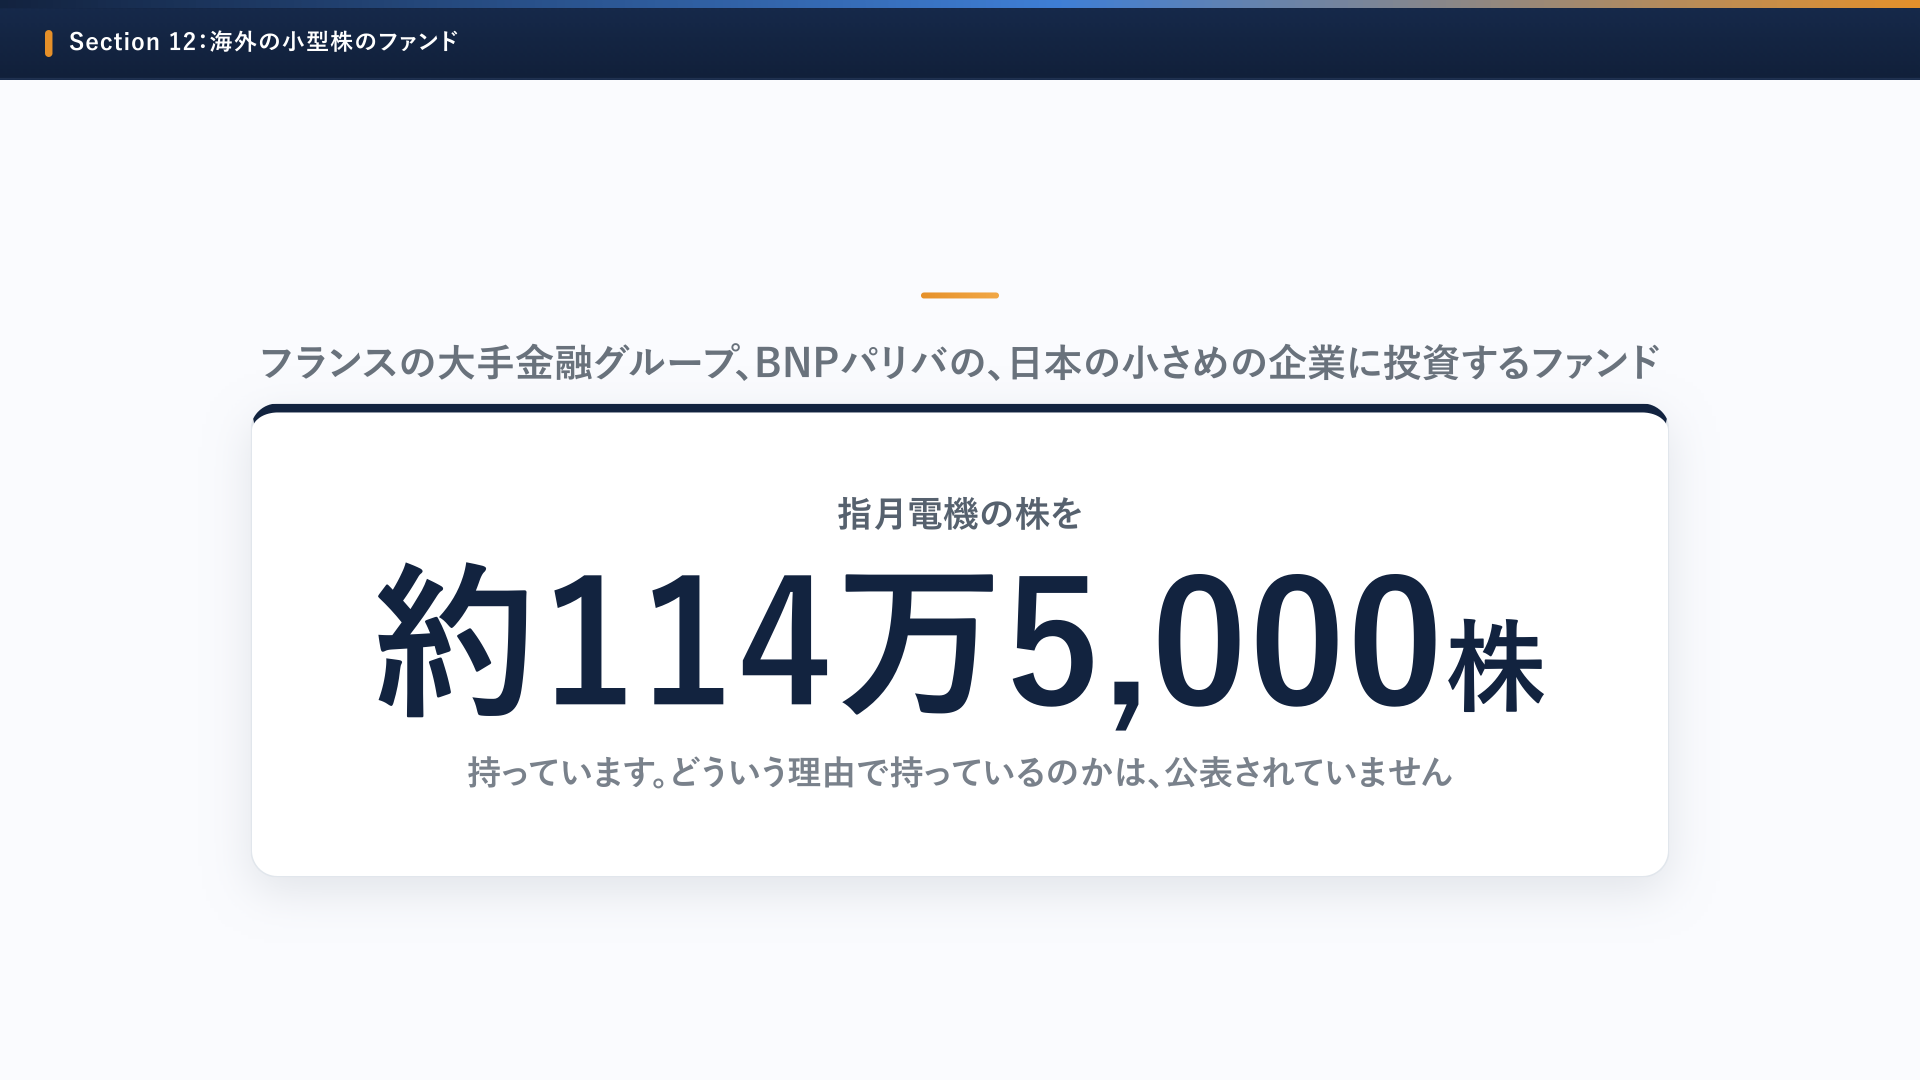 Section 12：海外の小型株のファンド
フランスの大手金融グループ、BNPパリバの、日本の小さめの企業に投資するファンド
指月電機の株を
約114万5,000株
持っています。どういう理由で持っているのかは、公表されていません